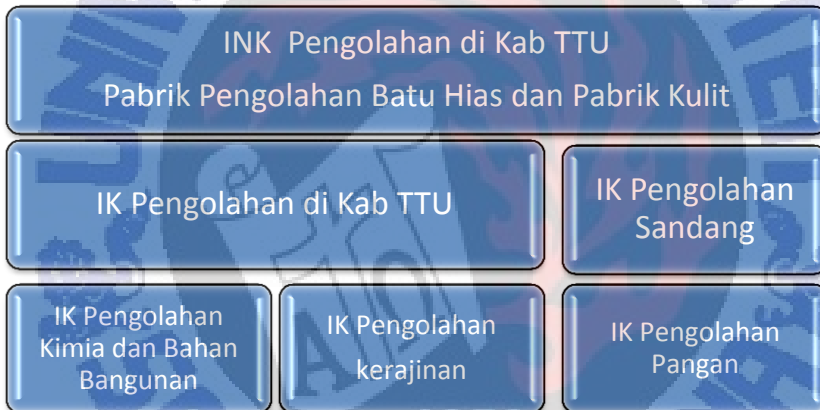 INK Pengolahan di Kab TTU
Pabrik Pengolahan Batu Hias dan Pabrik Kulit
IK Pengolahan di Kab TTU
IK Pengolahan
Sandang
IK Pengolahan
Kimia dan Bahan
Bangunan
IK Pengolahan
kerajinan
IK Pengolahan
Pangan